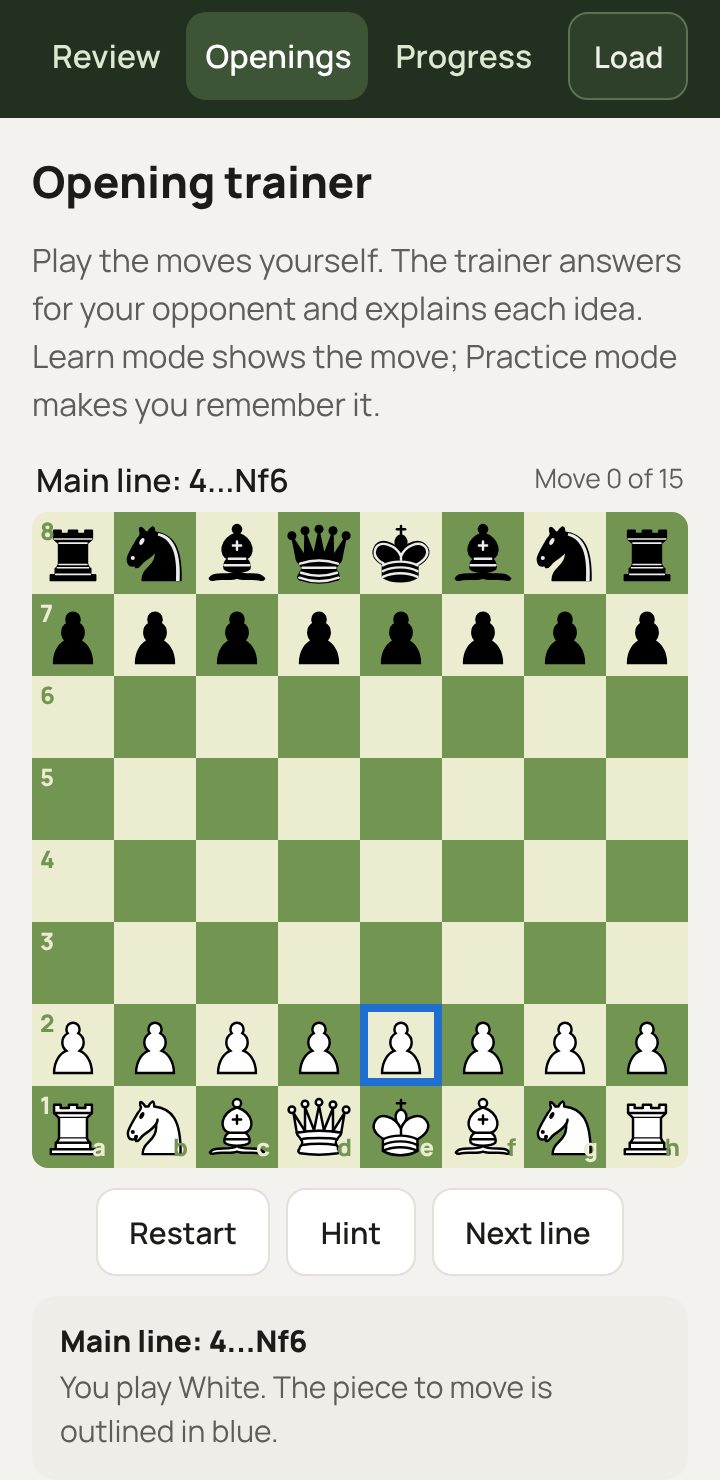 Review Openings Progress Load
Opening trainer
Play the moves yourself. The trainer answers
for your opponent and explains each idea.
Learn mode shows the move; Practice mode
makes you remember it.
Main line: 4...Nf6 Move 0 of 15
8
7
6
5
4
3
2
1 a b c d e f g h
Restart Hint Next line
Main line: 4...Nf6
You play White. The piece to move is
outlined in blue.